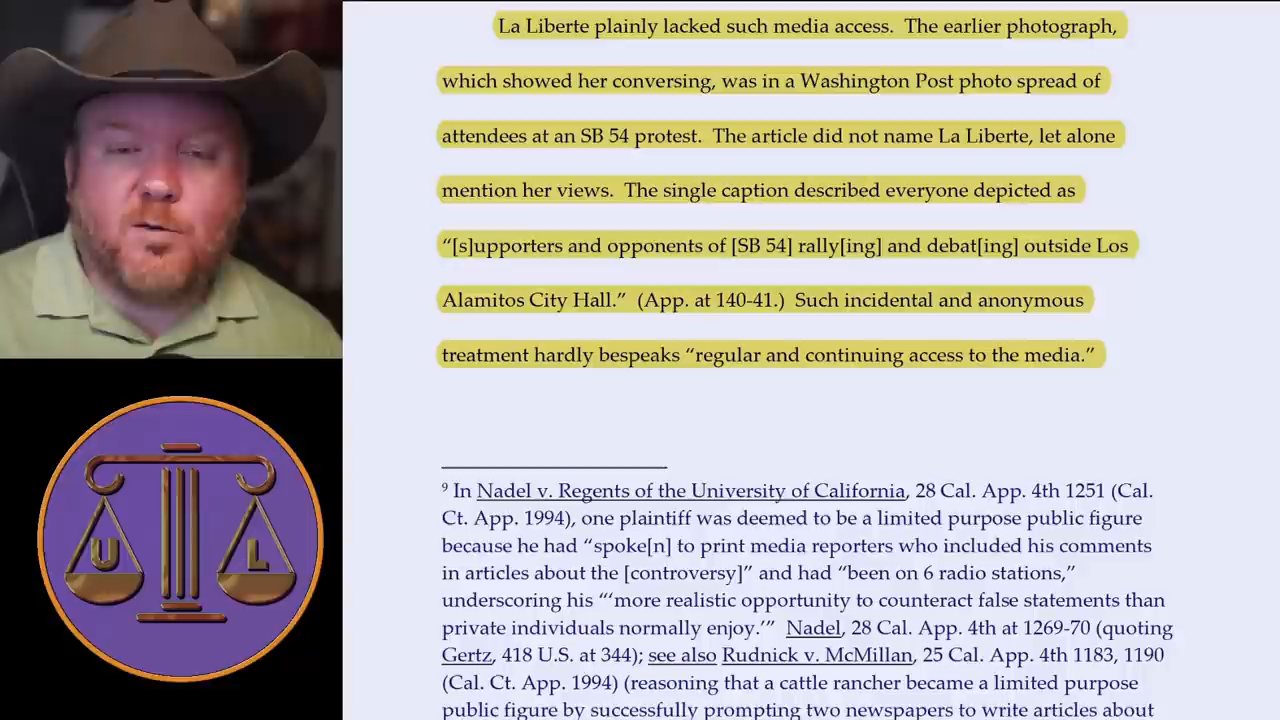 La Liberte plainly lacked such media access. The earlier photograph,
which showed her conversing, was in a Washington Post photo spread of
attendees at an SB 54 protest. The article did not name La Liberte, let alone
mention her views. The single caption described everyone depicted as
“[s]upporters and opponents of [SB 54] rally[ing] and debat[ing] outside Los
Alamitos City Hall.” (App. at 140-41.) Such incidental and anonymous
treatment hardly bespeaks “regular and continuing access to the media.”
U L
9 In Nadel v. Regents of the University of California, 28 Cal. App. 4th 1251 (Cal.
Ct. App. 1994), one plaintiff was deemed to be a limited purpose public figure
because he had “spoke[n] to print media reporters who included his comments
in articles about the [controversy]” and had “been on 6 radio stations,”
underscoring his “‘more realistic opportunity to counteract false statements than
private individuals normally enjoy.’” Nadel, 28 Cal. App. 4th at 1269-70 (quoting
Gertz, 418 U.S. at 344); see also Rudnick v. McMillan, 25 Cal. App. 4th 1183, 1190
(Cal. Ct. App. 1994) (reasoning that a cattle rancher became a limited purpose
public figure by successfully prompting two newspapers to write articles about